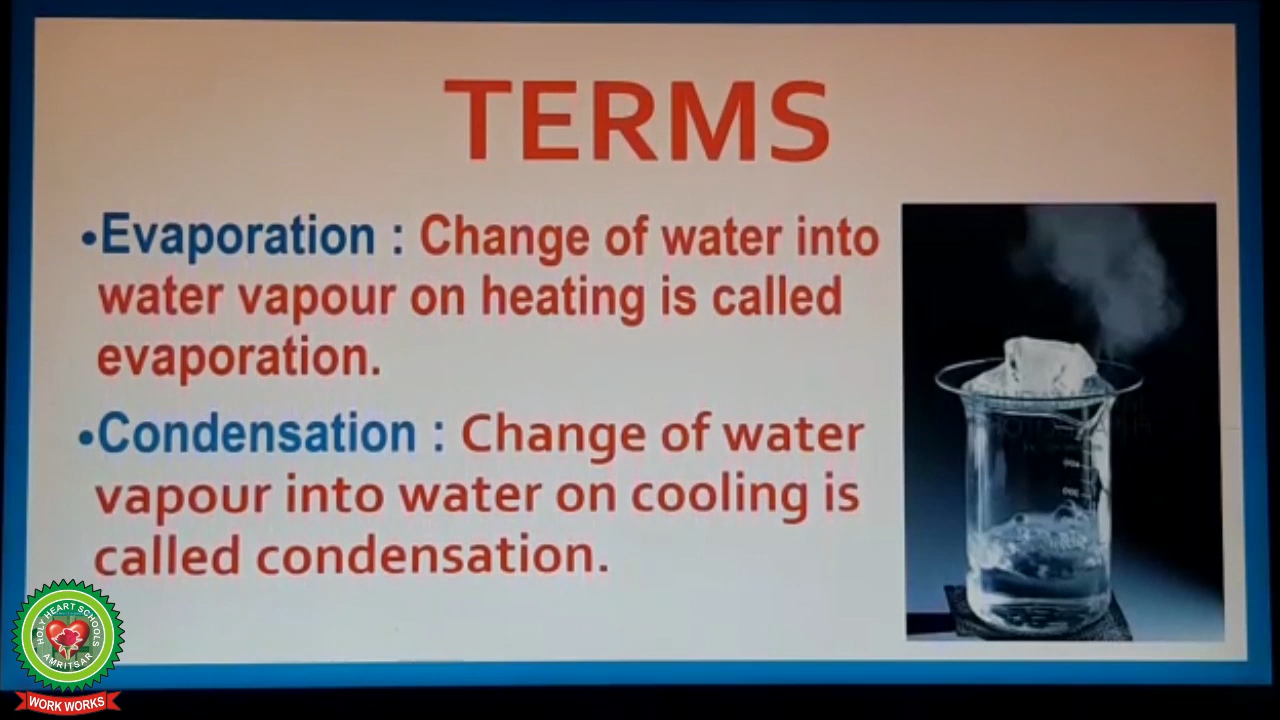 TERMS
•Evaporation : Change of water into
water vapour on heating is called
evaporation.
•Condensation : Change of water
vapour into water on cooling is
called condensation.
HOLY HEART SCHOOLS
AMRITSAR
WORK WORKS